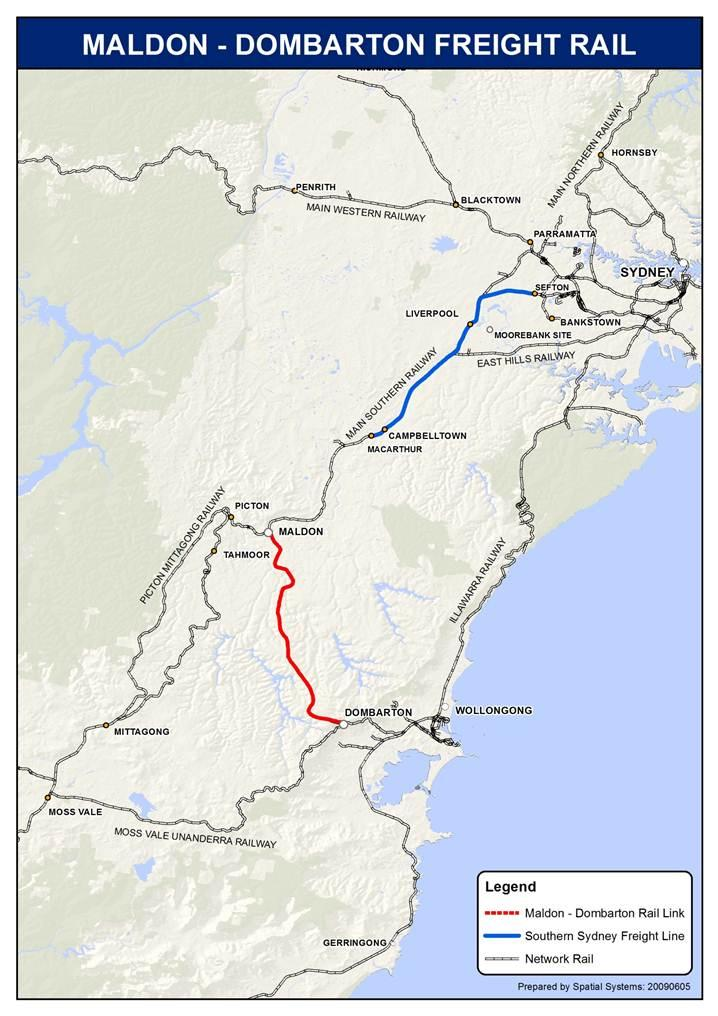 MALDON - DOMBARTON FREIGHT RAIL
RICHMOND
MAIN NORTHERN RAILWAY
HORNSBY
PENRITH
BLACKTOWN
MAIN WESTERN RAILWAY
PARRAMATTA
SYDNEY
SEFTON
LIVERPOOL
BANKSTOWN
MOOREBANK SITE
EAST HILLS RAILWAY
MAIN SOUTHERN RAILWAY
CAMPBELLTOWN
MACARTHUR
PICTON
MALDON
PICTON MITTAGONG RAILWAY
TAHMOOR
ILLAWARRA RAILWAY
DOMBARTON
WOLLONGONG
MITTAGONG
MOSS VALE
MOSS VALE UNANDERRA RAILWAY
GERRINGONG
Legend
Maldon - Dombarton Rail Link
Southern Sydney Freight Line
Network Rail
Prepared by Spatial Systems: 20090605